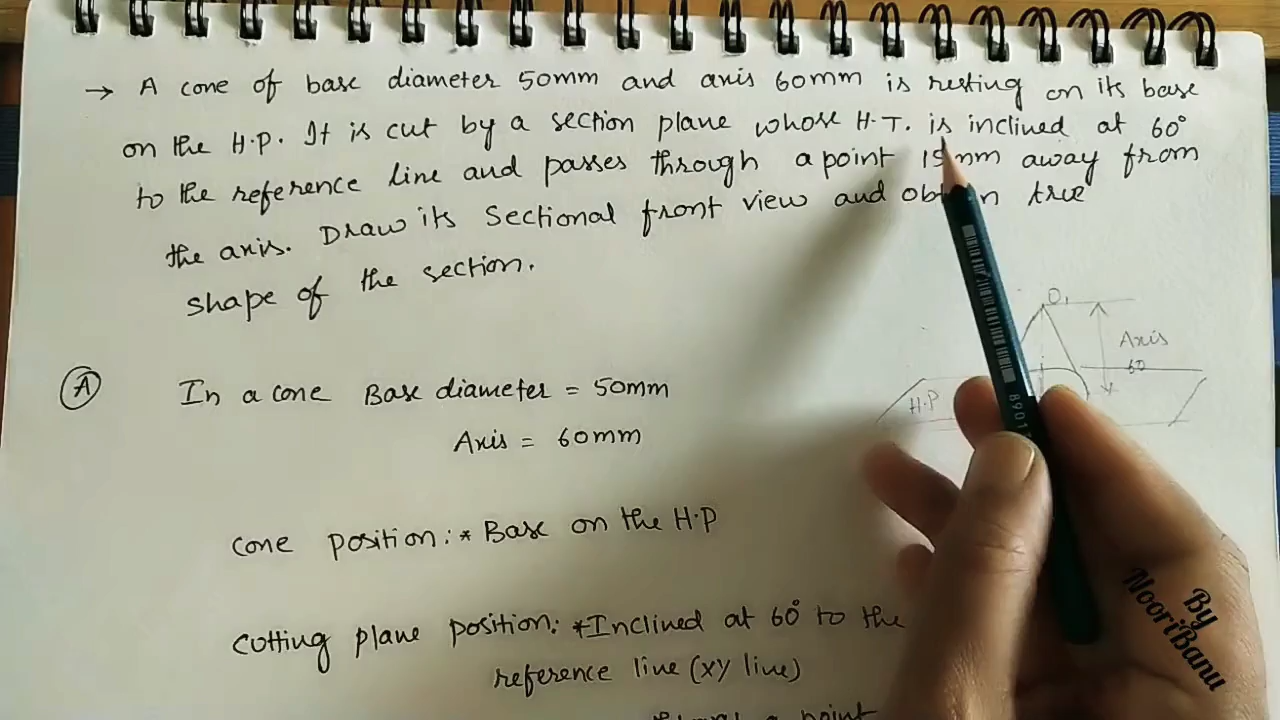 → A cone of base diameter 50mm and axis 60mm is resting on its base
on the H.P. It is cut by a section plane whose H.T. is inclined at 60°
to the reference line and passes through a point 15mm away from
the axis. Draw its Sectional front view and true
shape of the section.
O₁
Axis
60
H.P
A In a cone Base diameter = 50mm
Axis = 60mm
cone position: * Base on the H.P
cutting plane position: *Inclined at 60° to the
reference line (xy line)
a point
8901
By
NooriBanu